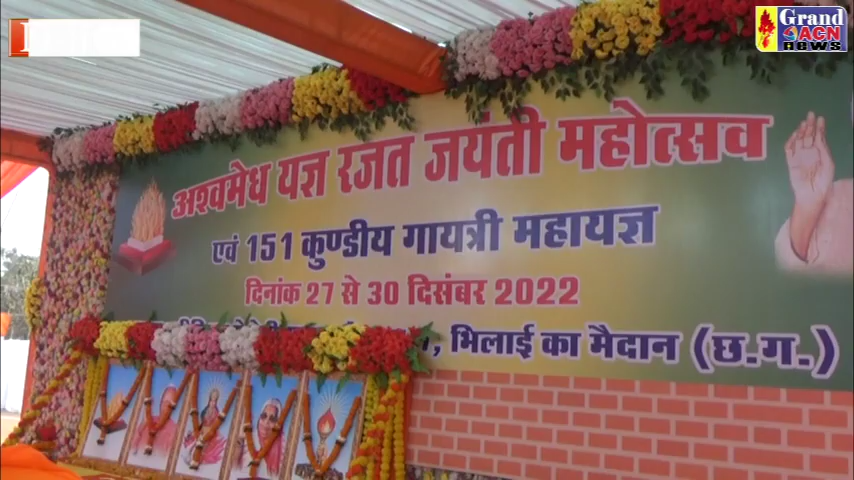 Grand
ACN
NEWS
अश्वमेध यज्ञ रजत जयंती महोत्सव
एवं 151 कुण्डीय गायत्री महायज्ञ
दिनांक 27 से 30 दिसंबर 2022
, भिलाई का मैदान (छ.ग.)